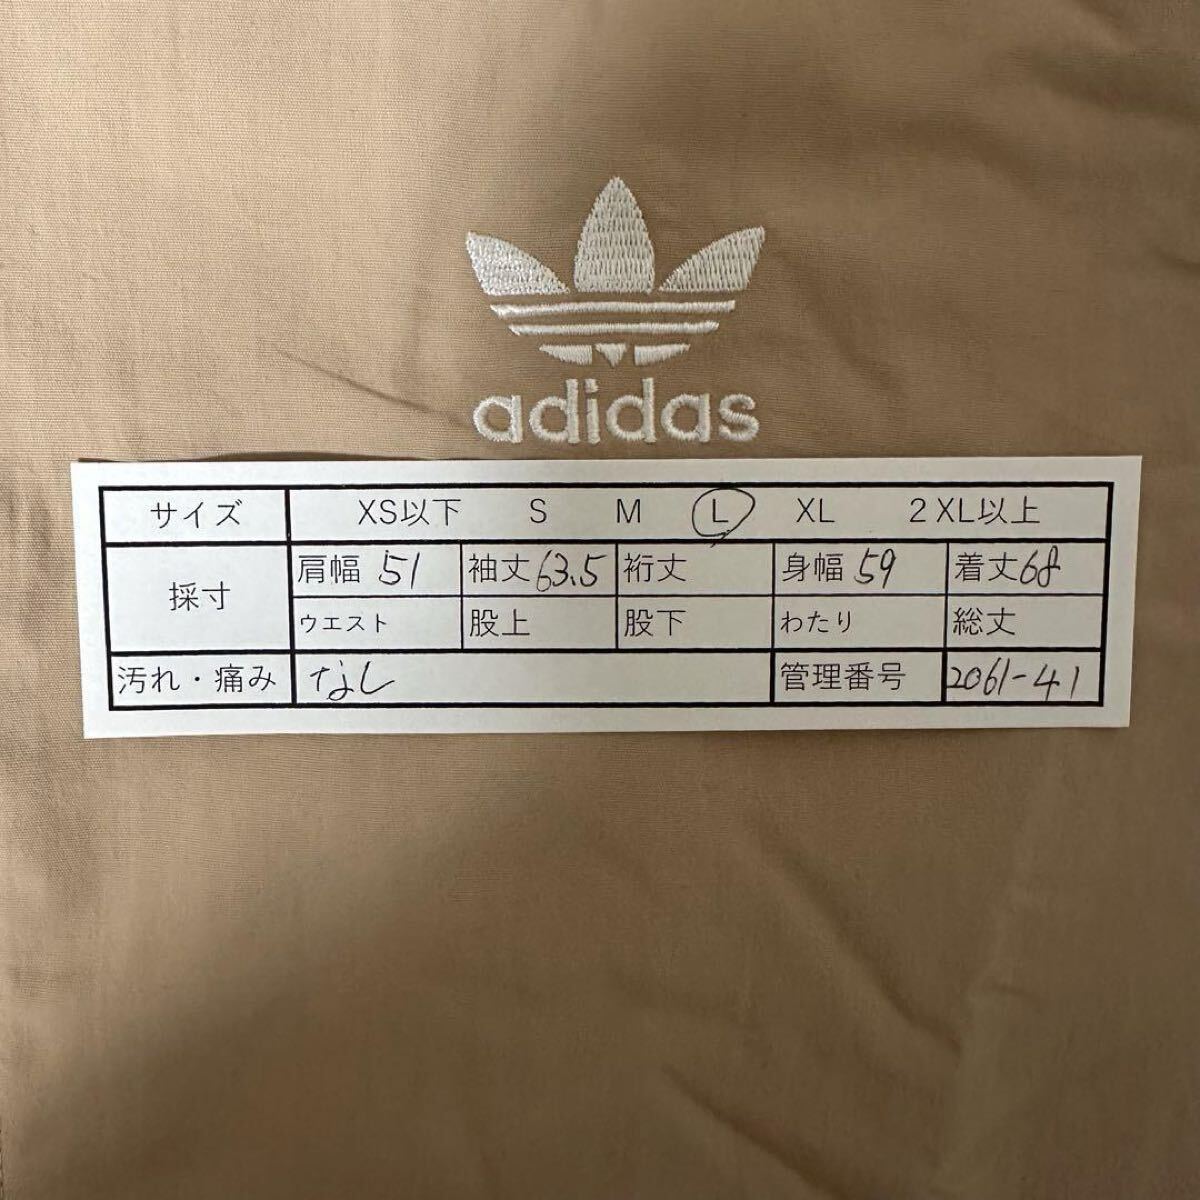 adidas
サイズ XS以下 S M L XL 2XL以上
採寸 肩幅 51 袖丈 63.5 裄丈 身幅 59 着丈 68
ウエスト 股上 股下 わたり 総丈
汚れ・痛み なし 管理番号 2061-41